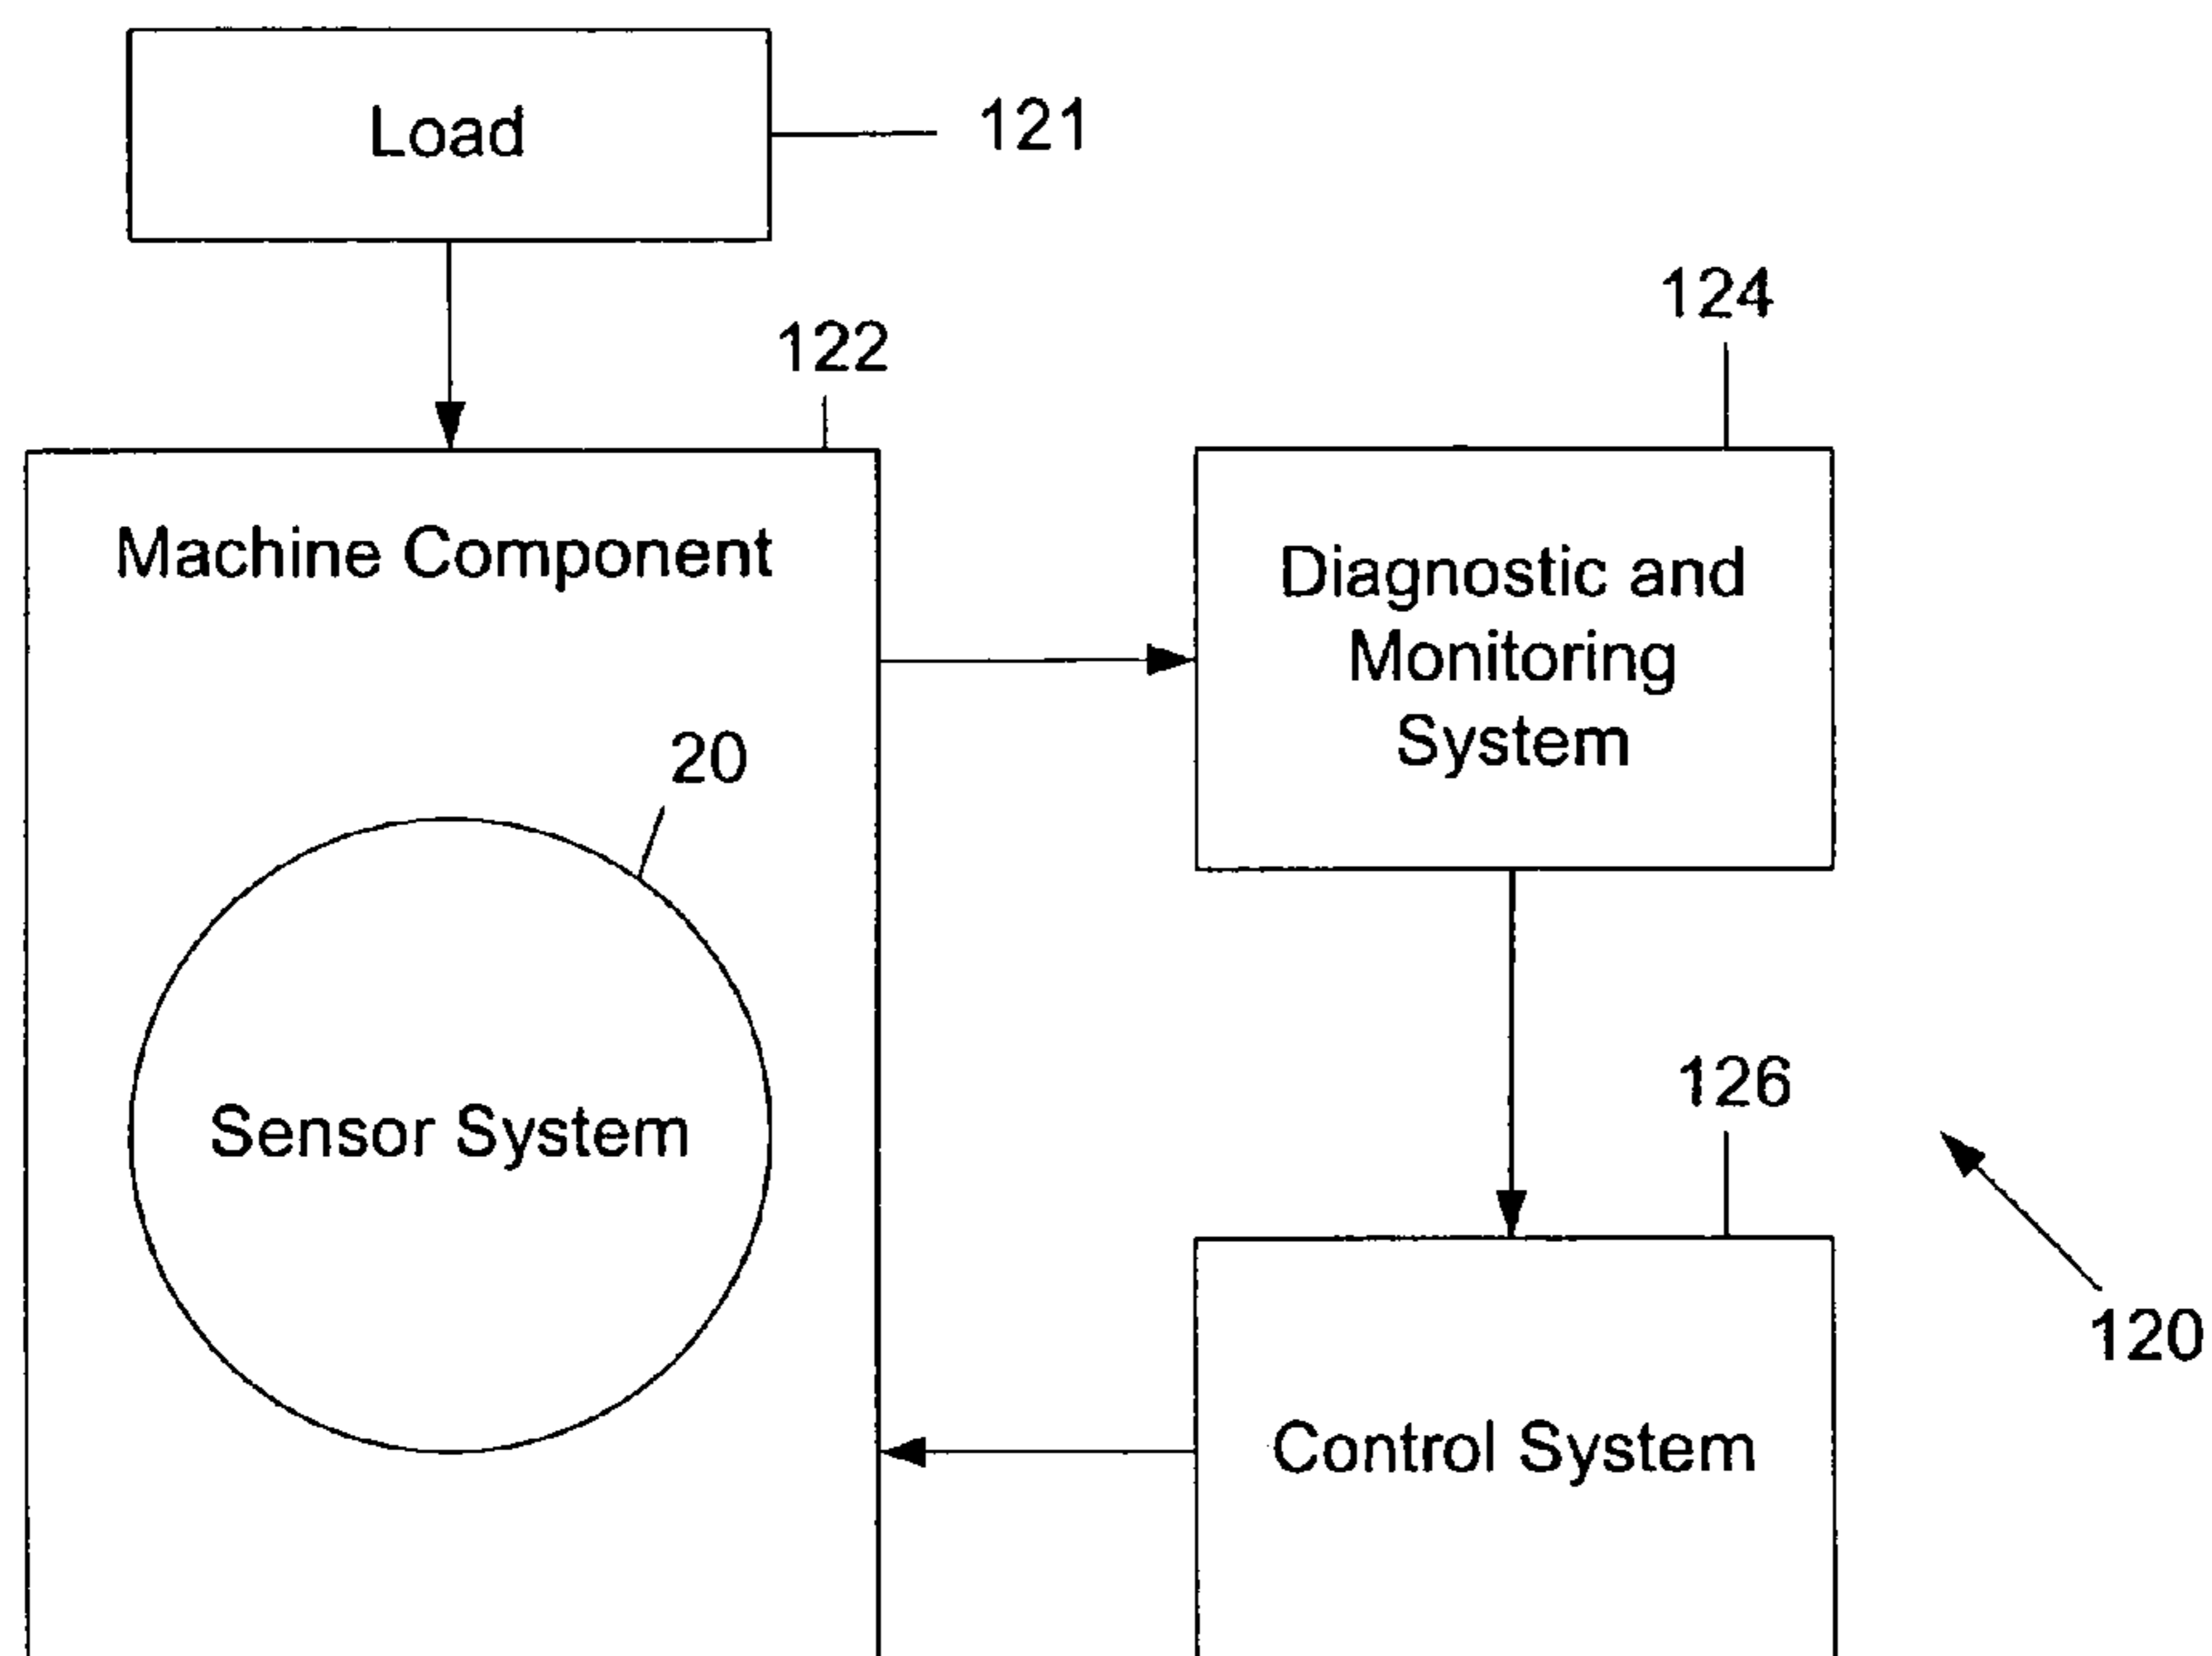 Load
121
122
124
Machine Component
Diagnostic and
Monitoring
System
20
Sensor System
126
Control System
120